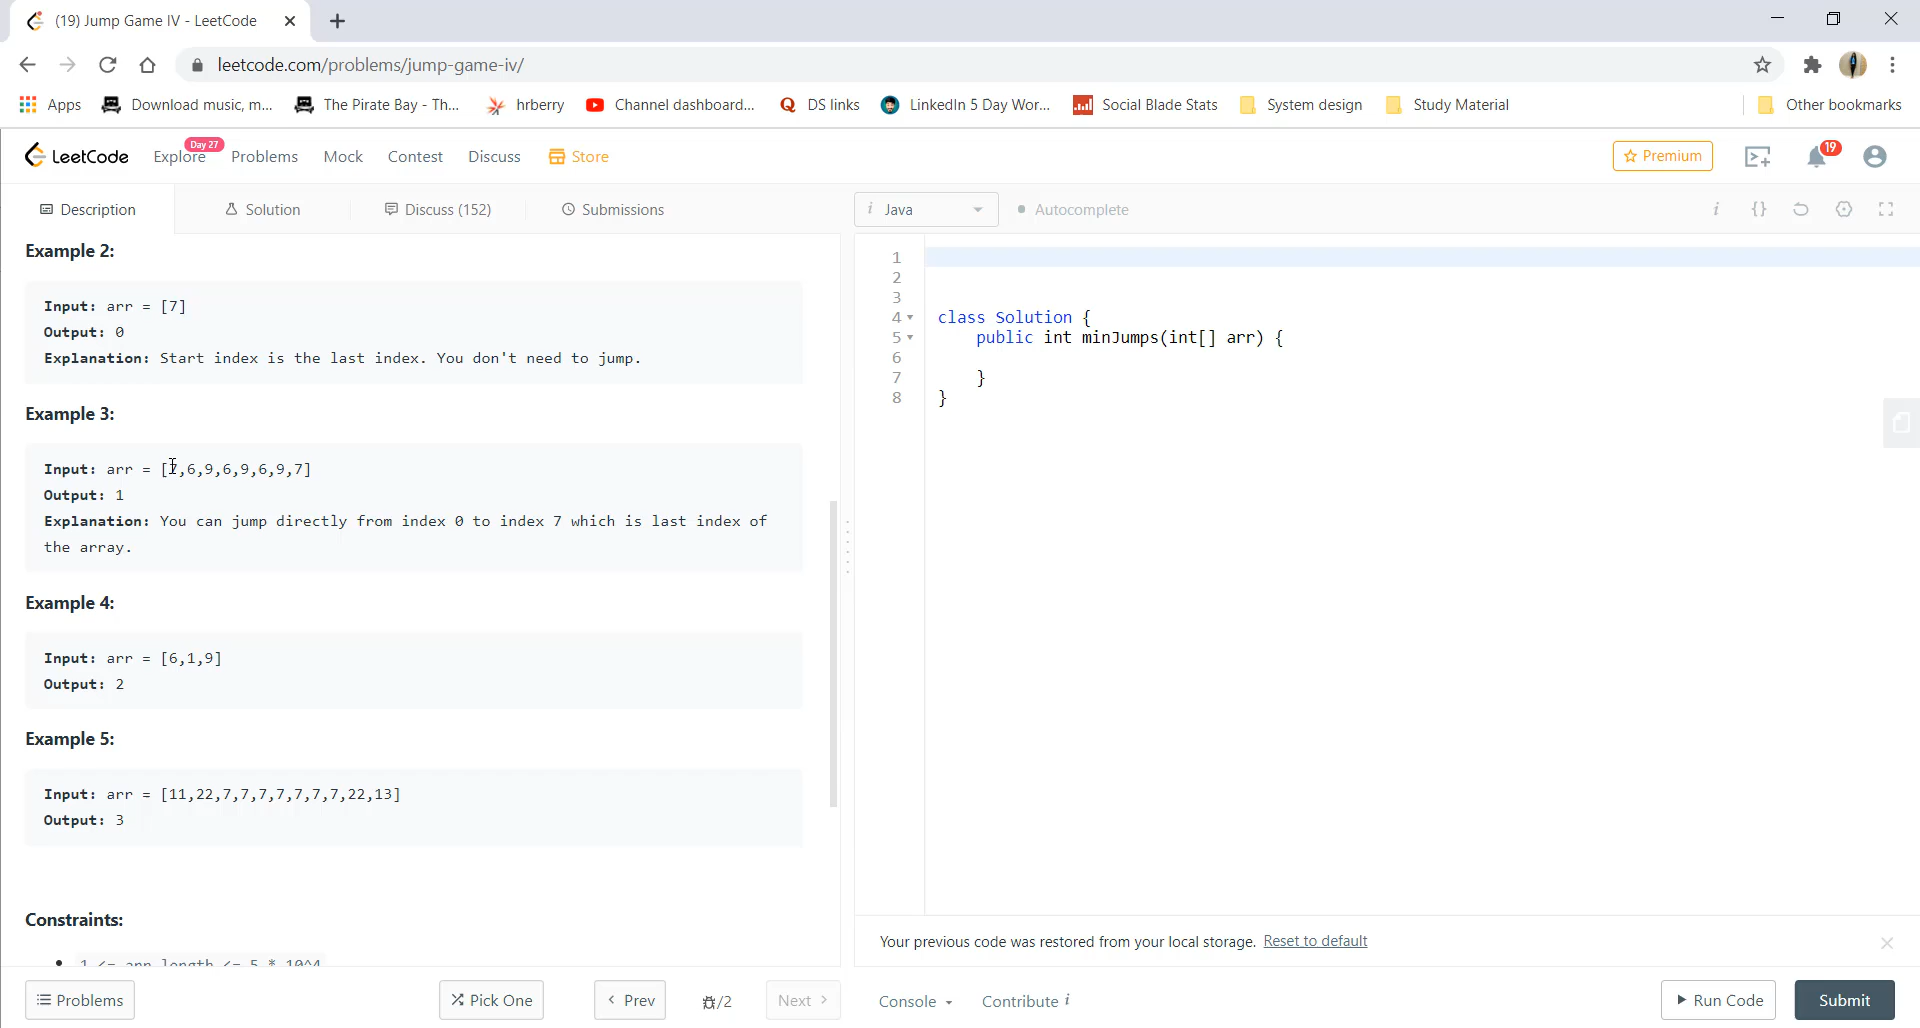 (19) Jump Game IV - LeetCode
leetcode.com/problems/jump-game-iv/
Apps
Download music, m...
The Pirate Bay - Th...
hrberry
Channel dashboard...
DS links
LinkedIn 5 Day Wor...
Social Blade Stats
System design
Study Material
Other bookmarks
LeetCode
Explore
Day 27
Problems
Mock
Contest
Discuss
Store
Premium
19
Description
Solution
Discuss (152)
Submissions
i Java
Autocomplete
i
{}
Example 2:
Input: arr = [7]
Output: 0
Explanation: Start index is the last index. You don't need to jump.
Example 3:
Input: arr = [7,6,9,6,9,6,9,7]
Output: 1
Explanation: You can jump directly from index 0 to index 7 which is last index of
the array.
Example 4:
Input: arr = [6,1,9]
Output: 2
Example 5:
Input: arr = [11,22,7,7,7,7,7,7,7,22,13]
Output: 3
Constraints:
1 <= arr.length <= 5 * 10^4
1
2
3
4 class Solution {
5 public int minJumps(int[] arr) {
6
7 }
8 }
Your previous code was restored from your local storage. Reset to default
Problems
Pick One
Prev
/2
Next
Console
Contribute i
Run Code
Submit